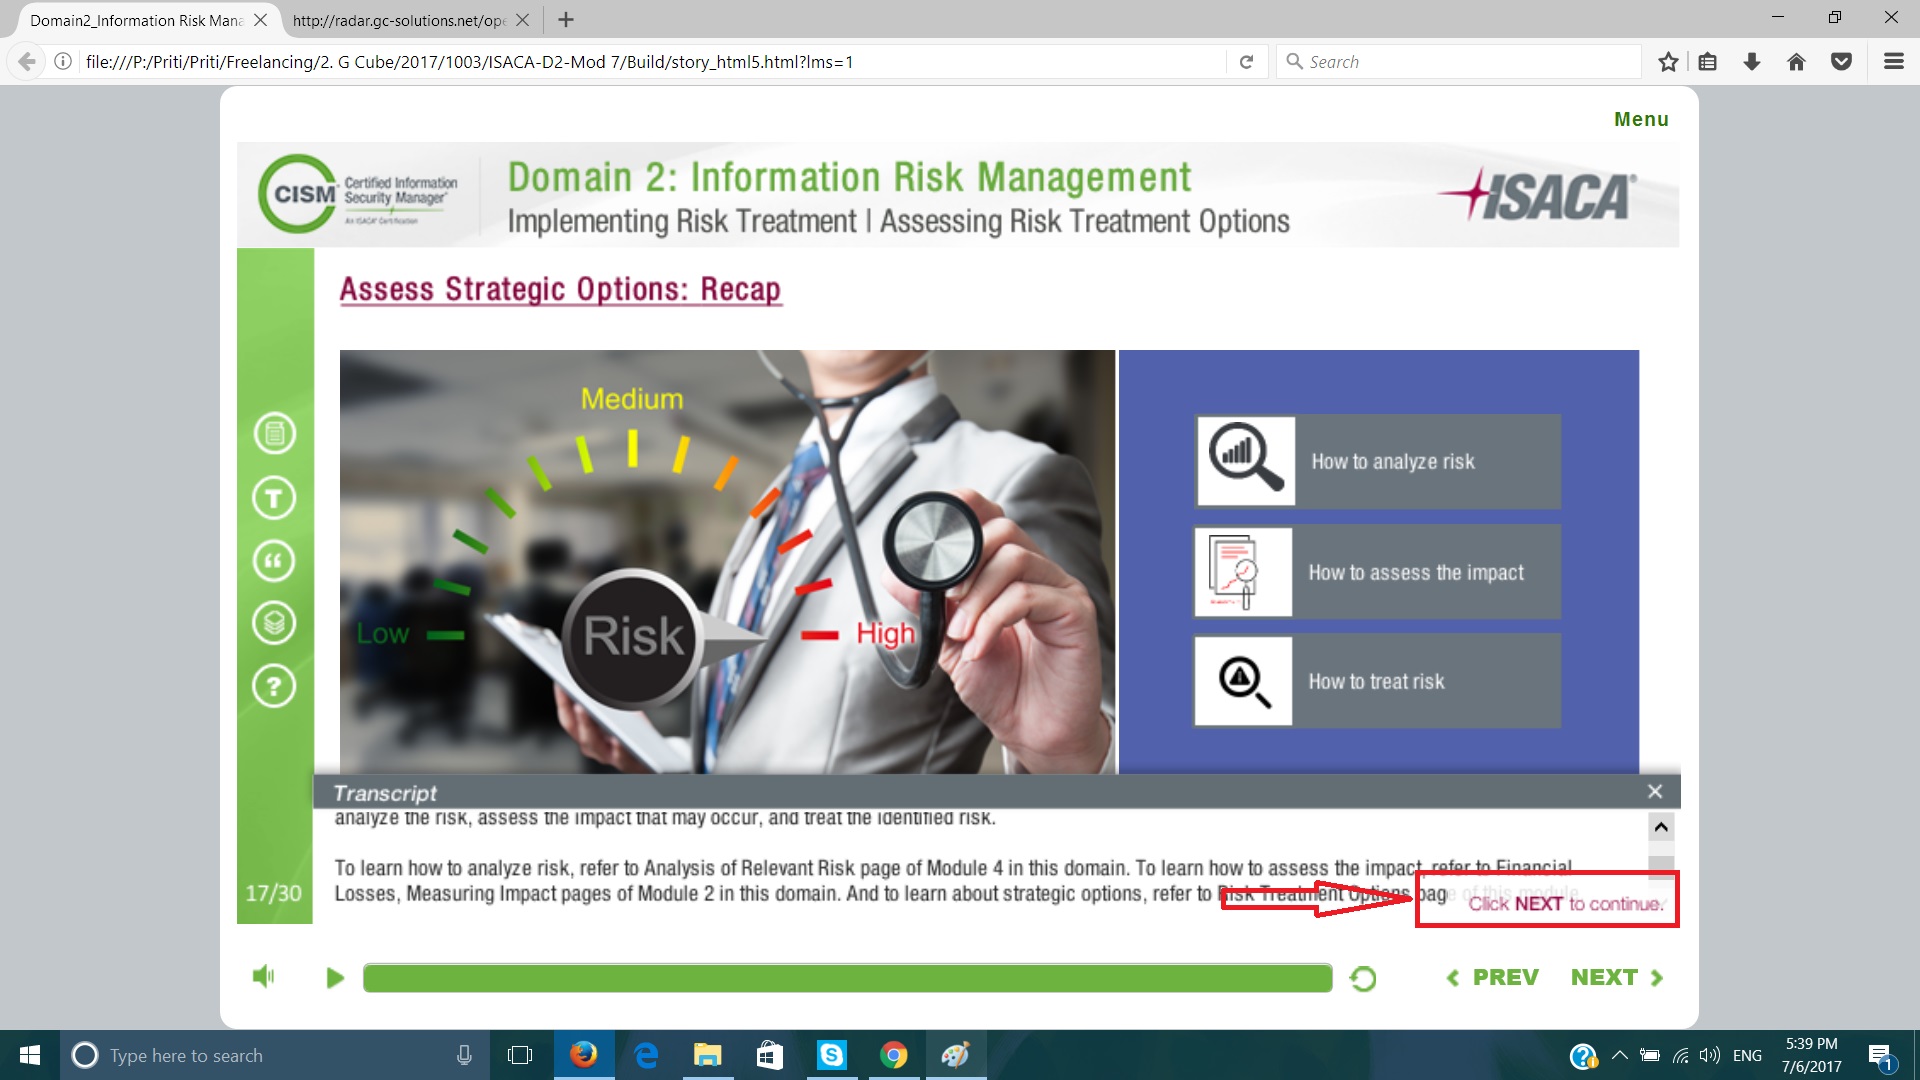 Domain2_Information Risk Mana
http://radar.gc-solutions.net/ope
file:///P:/Priti/Priti/Freelancing/2. G Cube/2017/1003/ISACA-D2-Mod 7/Build/story_html5.html?lms=1
Search
Menu
CISM
Certified Information
Security Manager®
An ISACA® Certification
Domain 2: Information Risk Management
Implementing Risk Treatment | Assessing Risk Treatment Options
ISACA®
Assess Strategic Options: Recap
Medium
Low
Risk
High
How to analyze risk
How to assess the impact
How to treat risk
T
?
17/30
Transcript
analyze the risk, assess the impact that may occur, and treat the identified risk.
To learn how to analyze risk, refer to Analysis of Relevant Risk page of Module 4 in this domain. To learn how to assess the impact, refer to Financial
Losses, Measuring Impact pages of Module 2 in this domain. And to learn about strategic options, refer to Risk Treatment Options page of this module.
Click NEXT to continue.
PREV
NEXT
Type here to search
ENG
5:39 PM
7/6/2017
1